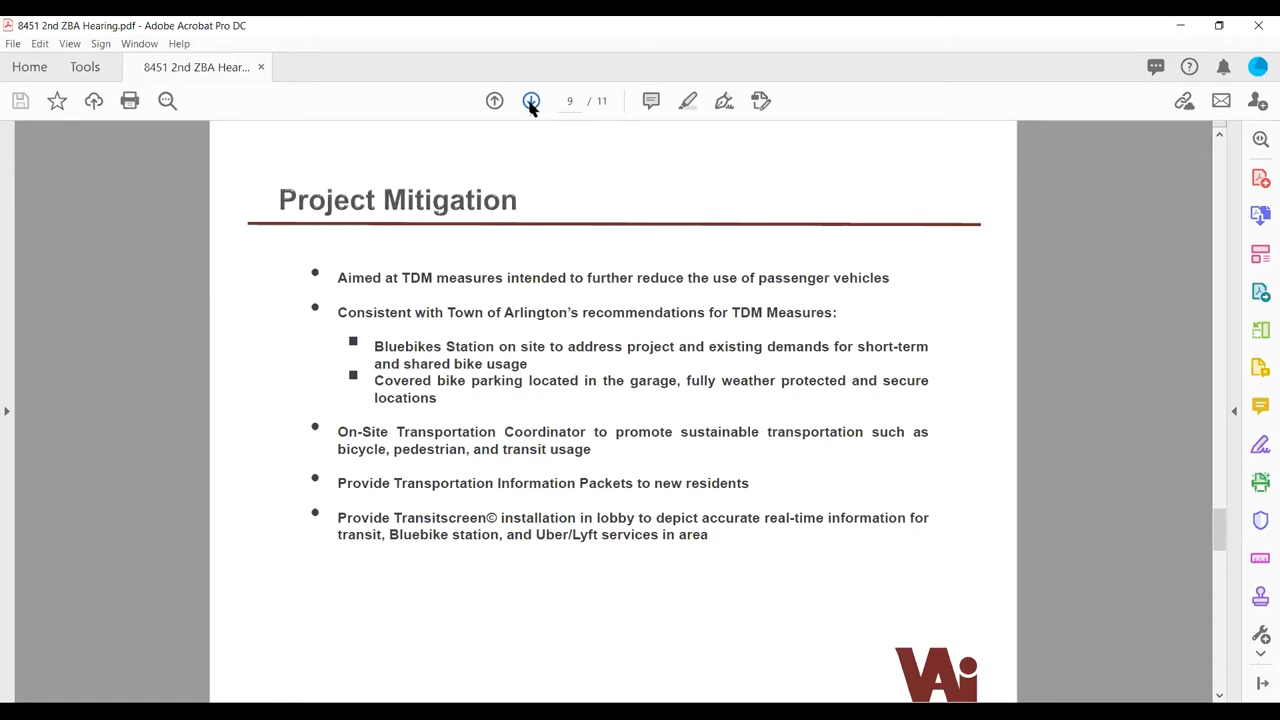 8451 2nd ZBA Hearing.pdf - Adobe Acrobat Pro DC
File Edit View Sign Window Help
Home Tools 8451 2nd ZBA Hear... ×
9 / 11
Project Mitigation
• Aimed at TDM measures intended to further reduce the use of passenger vehicles
• Consistent with Town of Arlington’s recommendations for TDM Measures:
■ Bluebikes Station on site to address project and existing demands for short-term
and shared bike usage
■ Covered bike parking located in the garage, fully weather protected and secure
locations
• On-Site Transportation Coordinator to promote sustainable transportation such as
bicycle, pedestrian, and transit usage
• Provide Transportation Information Packets to new residents
• Provide Transitscreen© installation in lobby to depict accurate real-time information for
transit, Bluebike station, and Uber/Lyft services in area
VAi